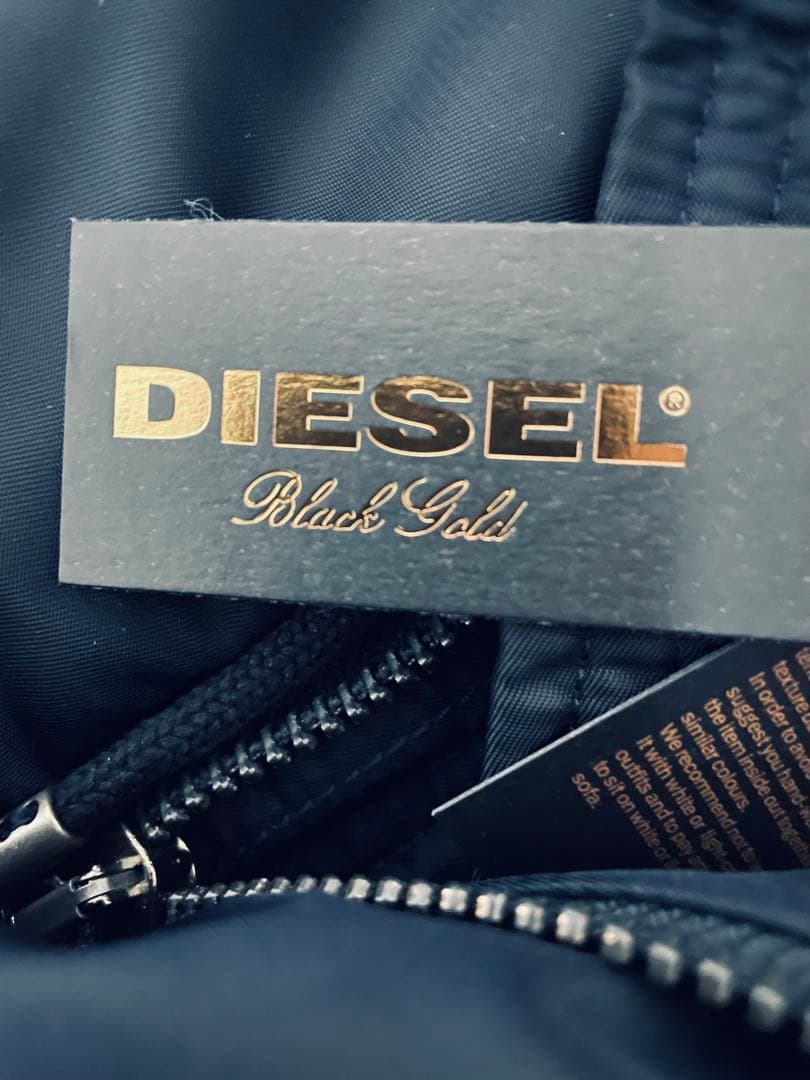 DIESEL®
Black Gold
texture
In order to
suggest you
the item inside out
similar colours.
We recommend not
it with white or
outfits and to
to sit on white
sofa.